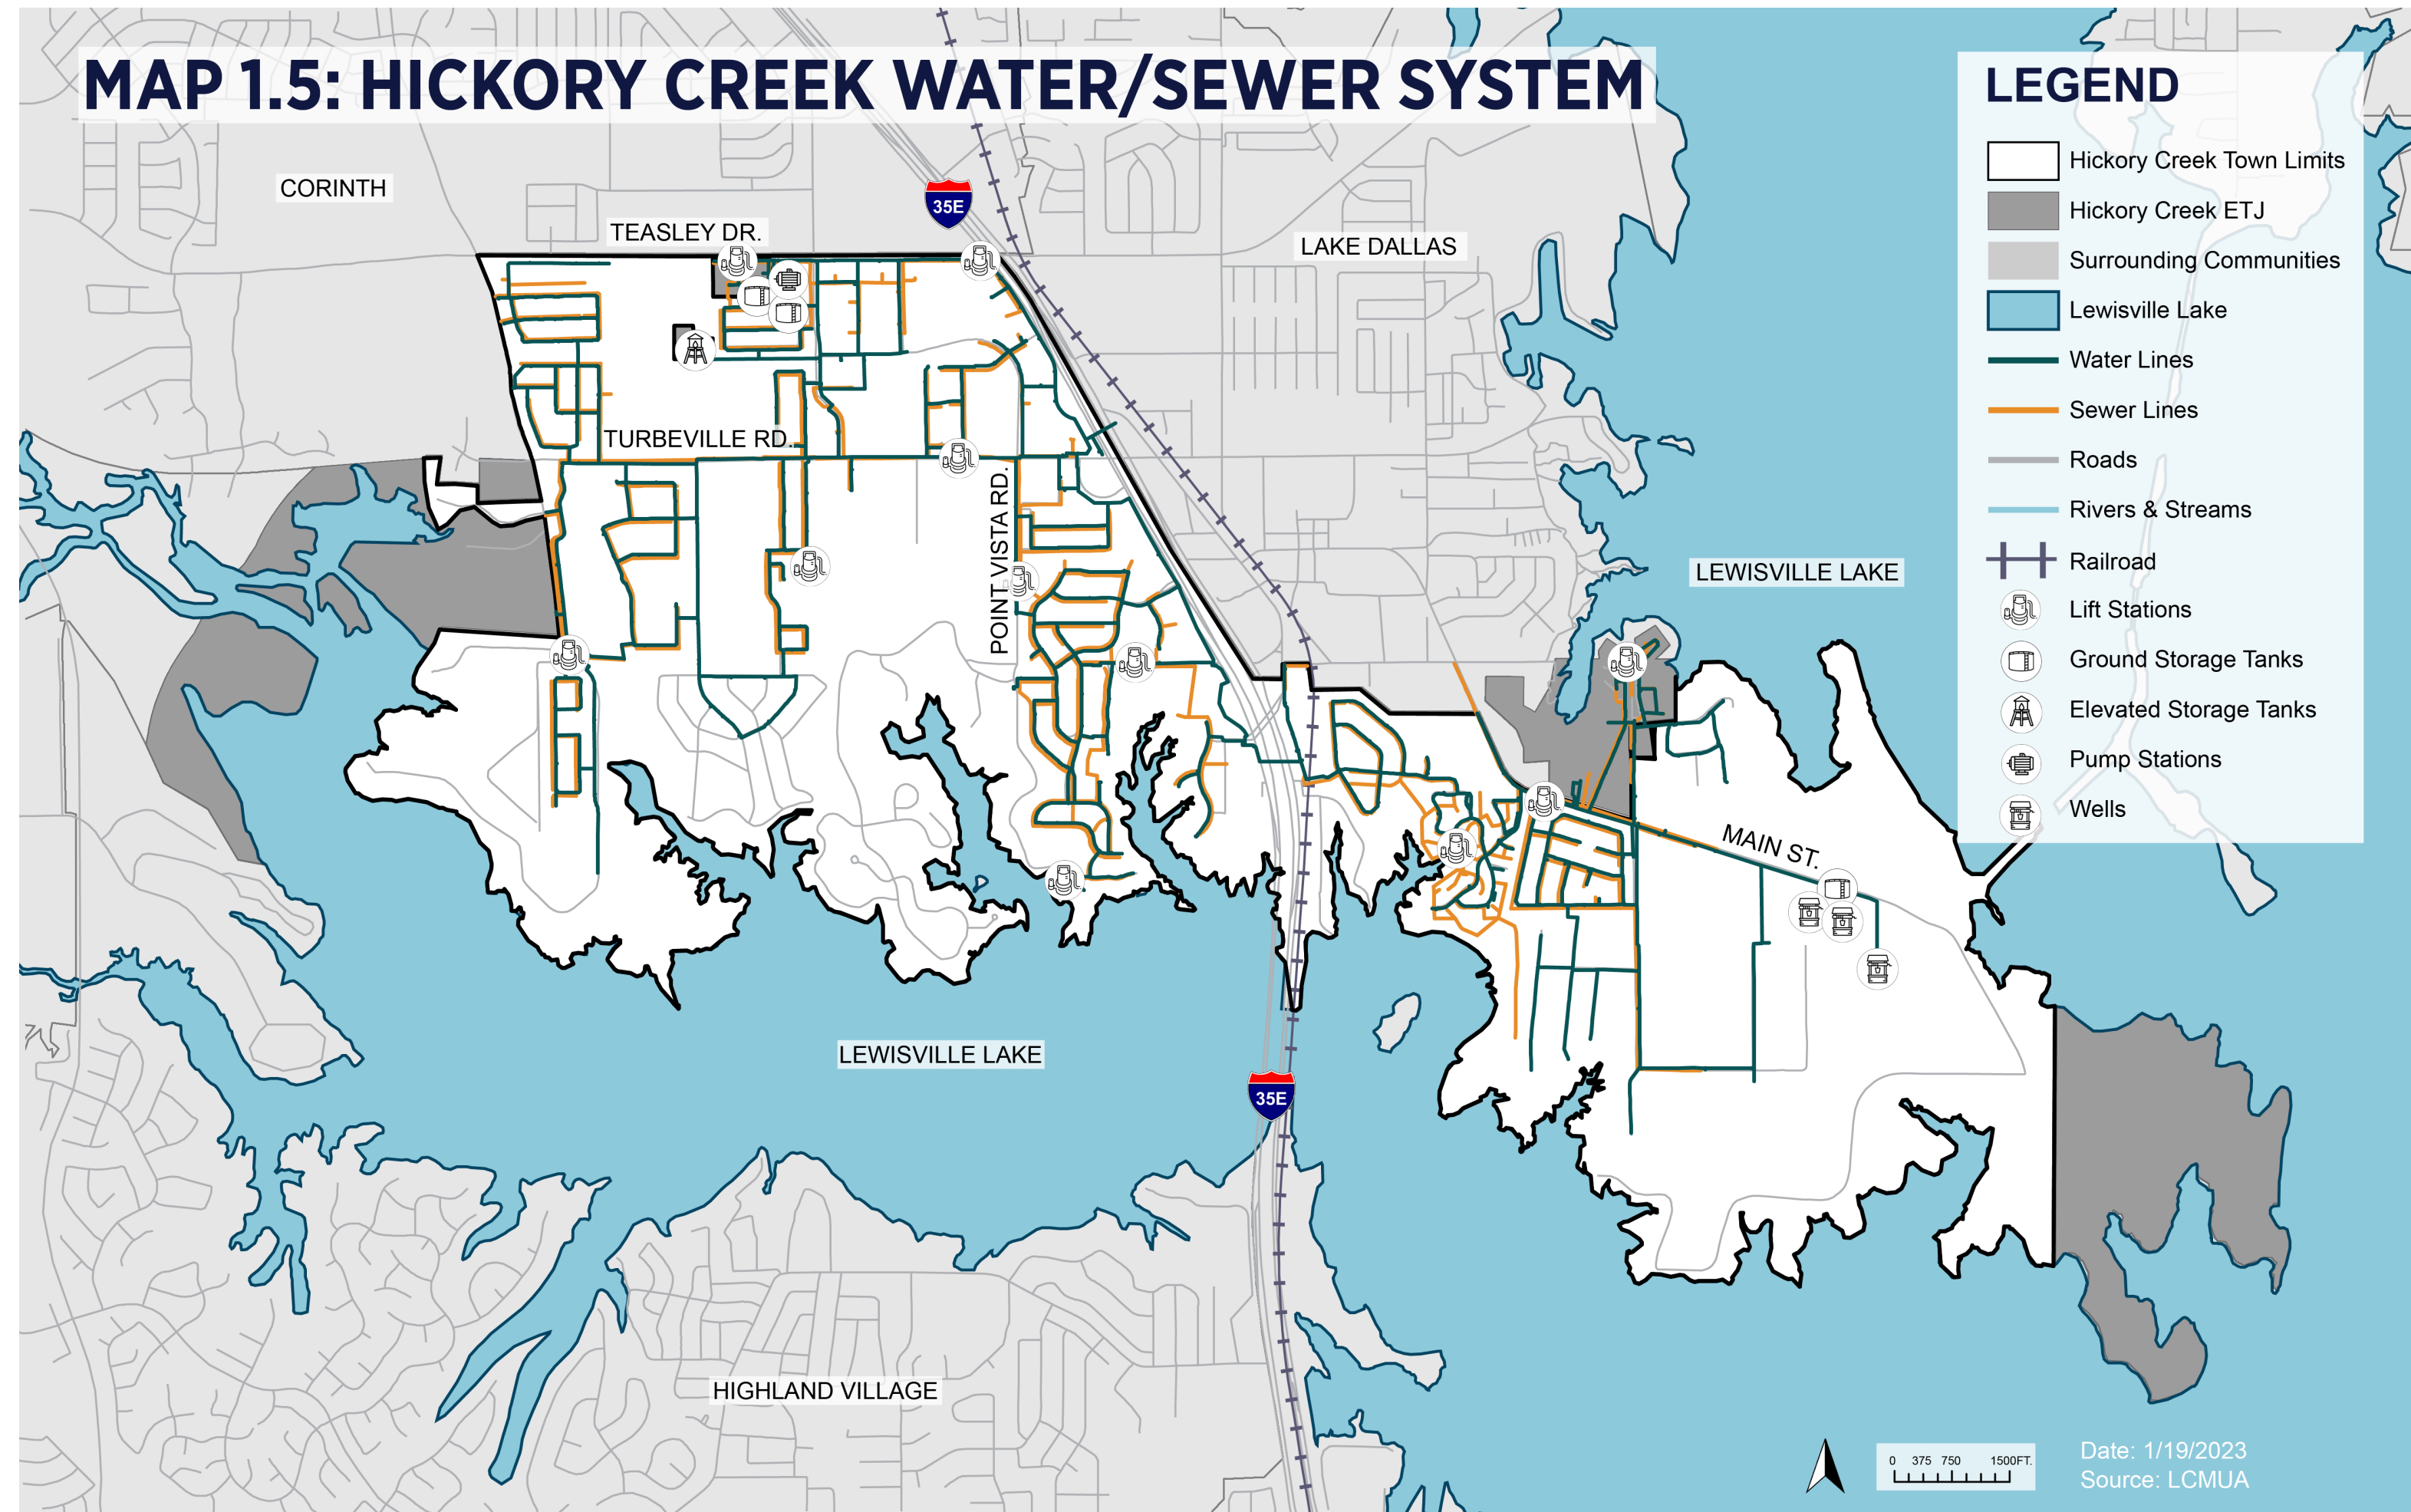 MAP 1.5: HICKORY CREEK WATER/SEWER SYSTEM
LEGEND
Hickory Creek Town Limits
Hickory Creek ETJ
Surrounding Communities
Lewisville Lake
Water Lines
Sewer Lines
Roads
Rivers & Streams
Railroad
Lift Stations
Ground Storage Tanks
Elevated Storage Tanks
Pump Stations
Wells
CORINTH
35E
TEASLEY DR.
LAKE DALLAS
TURBEVILLE RD.
POINT VISTA RD.
LEWISVILLE LAKE
MAIN ST.
LEWISVILLE LAKE
35E
HIGHLAND VILLAGE
0 375 750 1500FT.
Date: 1/19/2023
Source: LCMUA